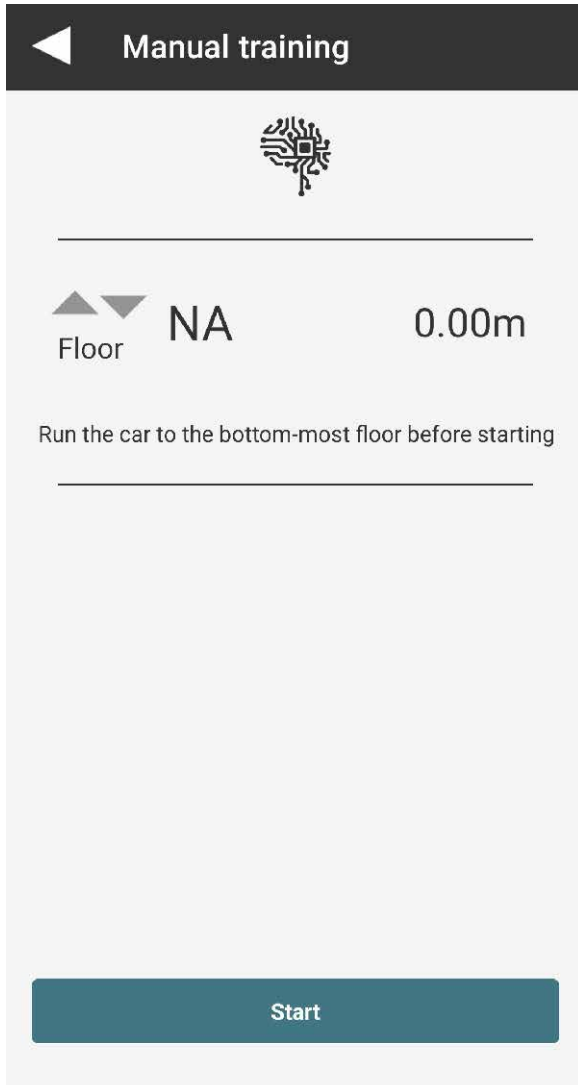 Manual training
NA
0.00m
Floor
Run the car to the bottom-most floor before starting
Start